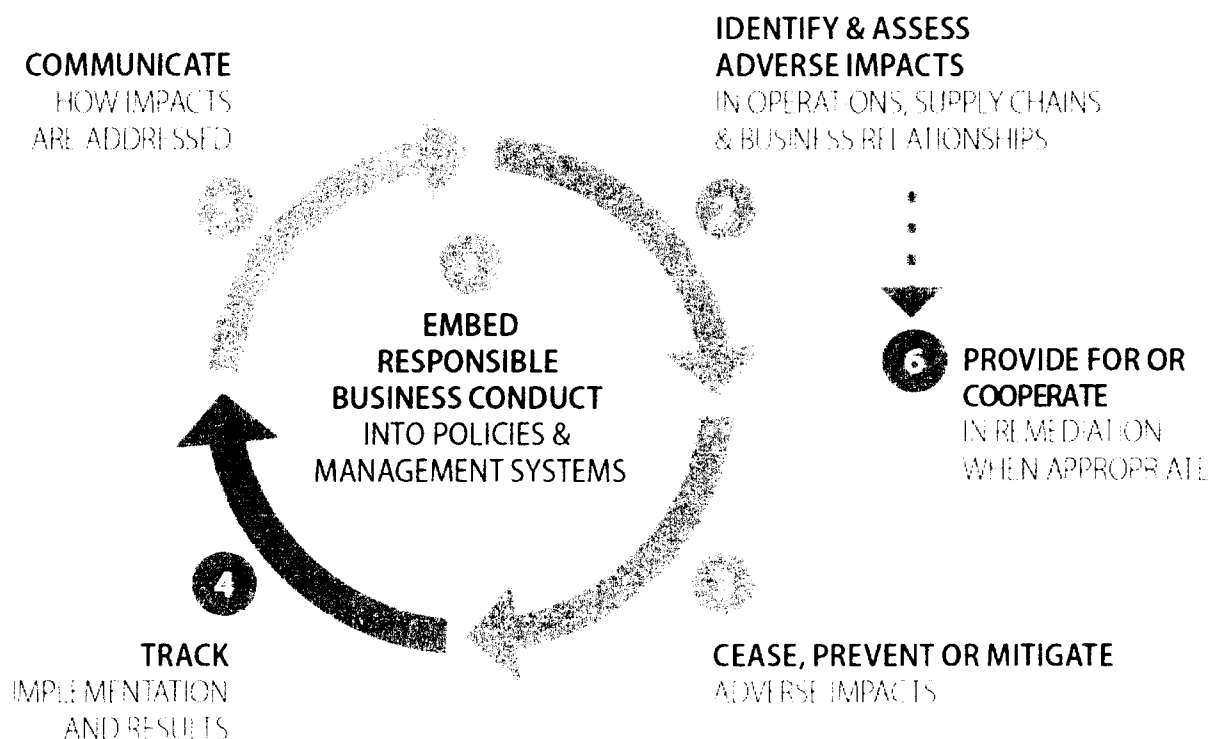 COMMUNICATE
HOW IMPACTS
ARE ADDRESSED
IDENTIFY & ASSESS
ADVERSE IMPACTS
IN OPERATIONS, SUPPLY CHAINS
& BUSINESS RELATIONSHIPS
2
EMBED
RESPONSIBLE
BUSINESS CONDUCT
INTO POLICIES &
MANAGEMENT SYSTEMS
6
PROVIDE FOR OR
COOPERATE
IN REMEDIATION
WHEN APPROPRIATE
4
TRACK
IMPLEMENTATION
AND RESULTS
CEASE, PREVENT OR MITIGATE
ADVERSE IMPACTS